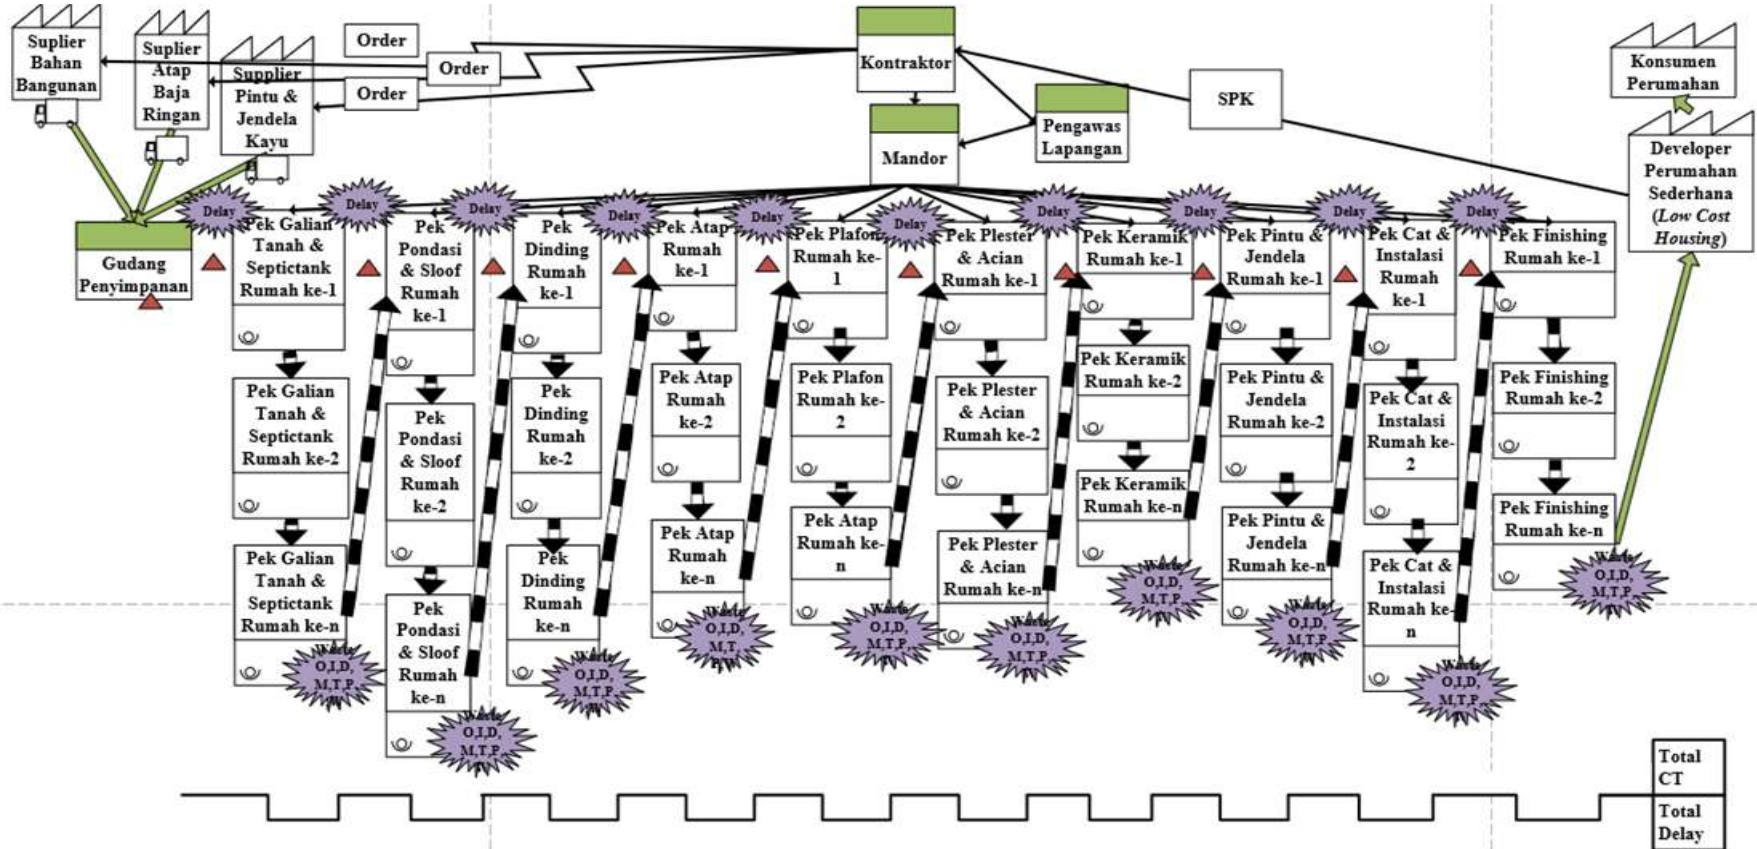 Suplier
Bahan
Bangunan
Suplier
Atap
Baja
Ringan
Supplier
Pintu &
Jendela
Kayu
Order
Order
Order
Kontraktor
Mandor
Pengawas
Lapangan
SPK
Konsumen
Perumahan
Developer
Perumahan
Sederhana
(Low Cost
Housing)
Gudang
Penyimpanan
Delay
Delay
Delay
Delay
Delay
Delay
Delay
Delay
Delay
Delay
Pek Galian
Tanah &
Septictank
Rumah ke-1
Pek Galian
Tanah &
Septictank
Rumah ke-2
Pek Galian
Tanah &
Septictank
Rumah ke-n
Waste
O,I,D,
M,T,P,
Pek
Pondasi
& Sloof
Rumah
ke-1
Pek
Pondasi
& Sloof
Rumah
ke-2
Pek
Pondasi
& Sloof
Rumah
ke-n
Waste
O,I,D,
M,T,P,
Pek
Dinding
Rumah
ke-1
Pek
Dinding
Rumah
ke-2
Pek
Dinding
Rumah
ke-n
Waste
O,I,D,
M,T,P,
Pek Atap
Rumah
ke-1
Pek Atap
Rumah
ke-2
Pek Atap
Rumah
ke-n
Waste
O,I,D,
M,T,
Pek Plafon
Rumah ke-
1
Pek Plafon
Rumah ke-
2
Pek Atap
Rumah ke-
n
Waste
O,I,D,
M,T,P,
Pek Plester
& Acian
Rumah ke-1
Pek Plester
& Acian
Rumah ke-2
Pek Plester
& Acian
Rumah ke-n
Waste
O,I,D,
M,T,P,
Pek Keramik
Rumah ke-1
Pek Keramik
Rumah ke-2
Pek Keramik
Rumah ke-n
Waste
O,I,D,
M,T,P,
Pek Pintu &
Jendela
Rumah ke-1
Pek Pintu &
Jendela
Rumah ke-2
Pek Pintu &
Jendela
Rumah ke-n
Waste
O,I,D,
M,T,P,
Pek Cat &
Instalasi
Rumah
ke-1
Pek Cat &
Instalasi
Rumah ke-
2
Pek Cat &
Instalasi
Rumah ke-
n
Waste
O,I,D,
M,T,P,
Pek Finishing
Rumah ke-1
Pek Finishing
Rumah ke-2
Pek Finishing
Rumah ke-n
Waste
O,I,D,
M,T,P,
Total
CT
Total
Delay